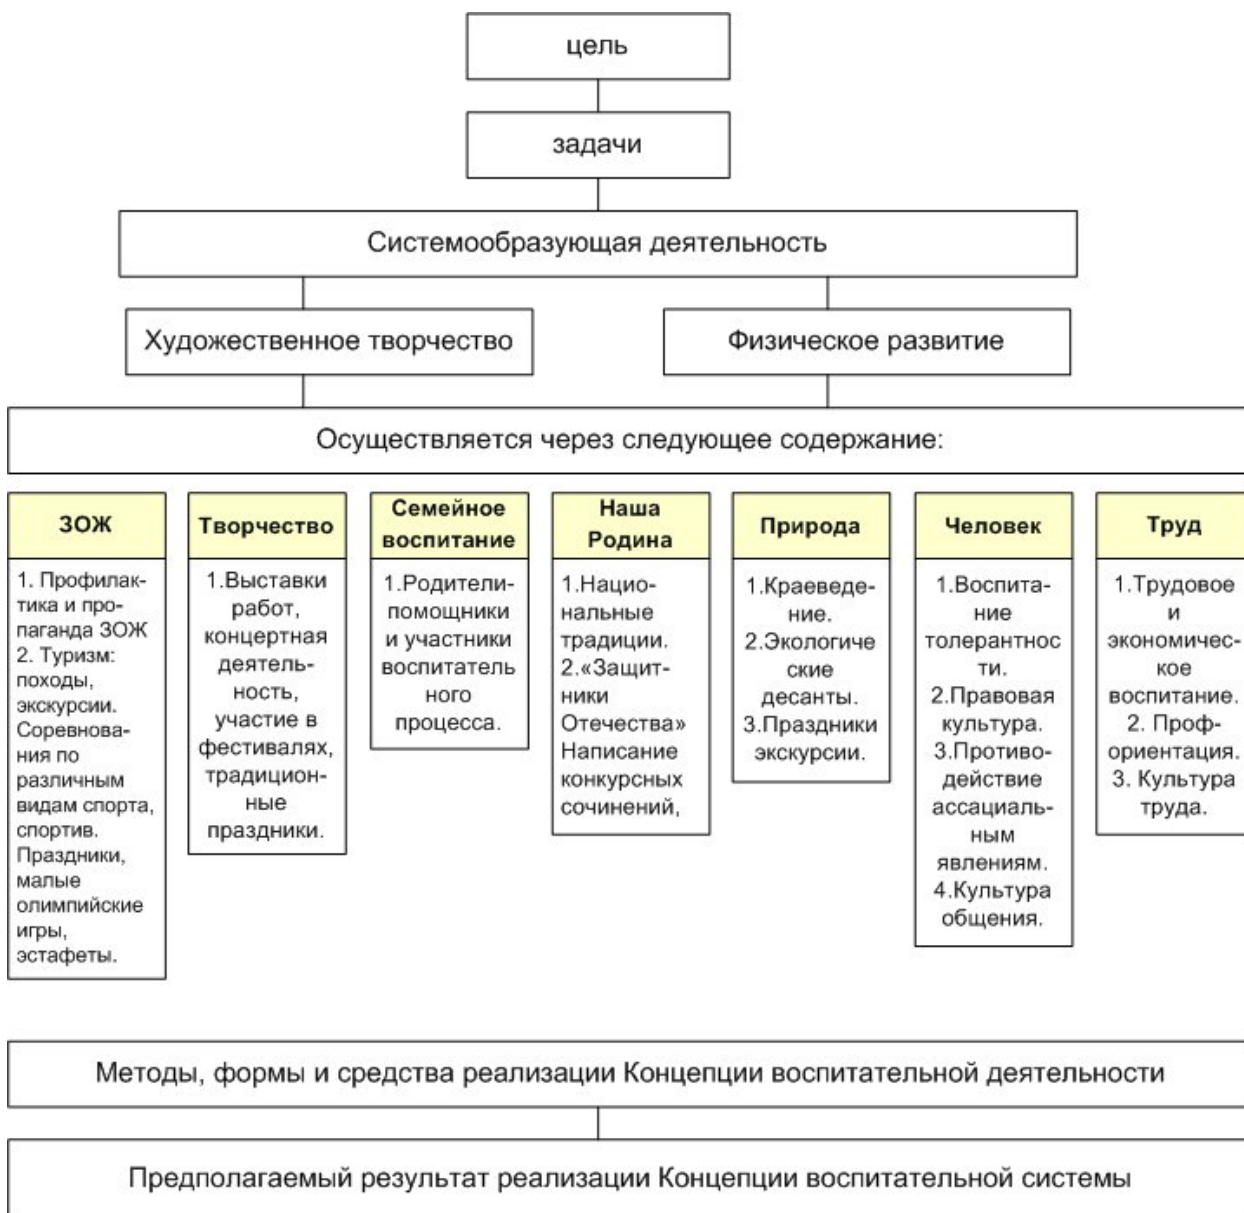 цель
задачи
Системообразующая деятельность
Художественное творчество
Физическое развитие
Осуществляется через следующее содержание:
ЗОЖ
1. Профилак-
тика и про-
паганда ЗОЖ
2. Туризм:
походы,
экскурсии.
Соревнова-
ния по
различным
видам спорта,
спортив.
Праздники,
малые
олимпийские
игры,
эстафеты.
Творчество
1.Выставки
работ,
концертная
деятель-
ность,
участие в
фестивалях,
традицион-
ные
праздники.
Семейное
воспитание
1.Родители-
помощники
и участники
воспитатель
ного
процесса.
Наша
Родина
1.Нацио-
нальные
традиции.
2.«Защит-
ники
Отечества»
Написание
конкурсных
сочинений,
Природа
1.Краеведе-
ние.
2.Экологиче
ские
десанты.
3.Праздники
экскурсии.
Человек
1.Воспита-
ние
толерантнос
ти.
2.Правовая
культура.
3.Противо-
действие
ассациаль-
ным
явлениям.
4.Культура
общения.
Труд
1.Трудовое
и
экономичес-
кое
воспитание.
2. Проф-
ориентация.
3. Культура
труда.
Методы, формы и средства реализации Концепции воспитательной деятельности
Предполагаемый результат реализации Концепции воспитательной системы